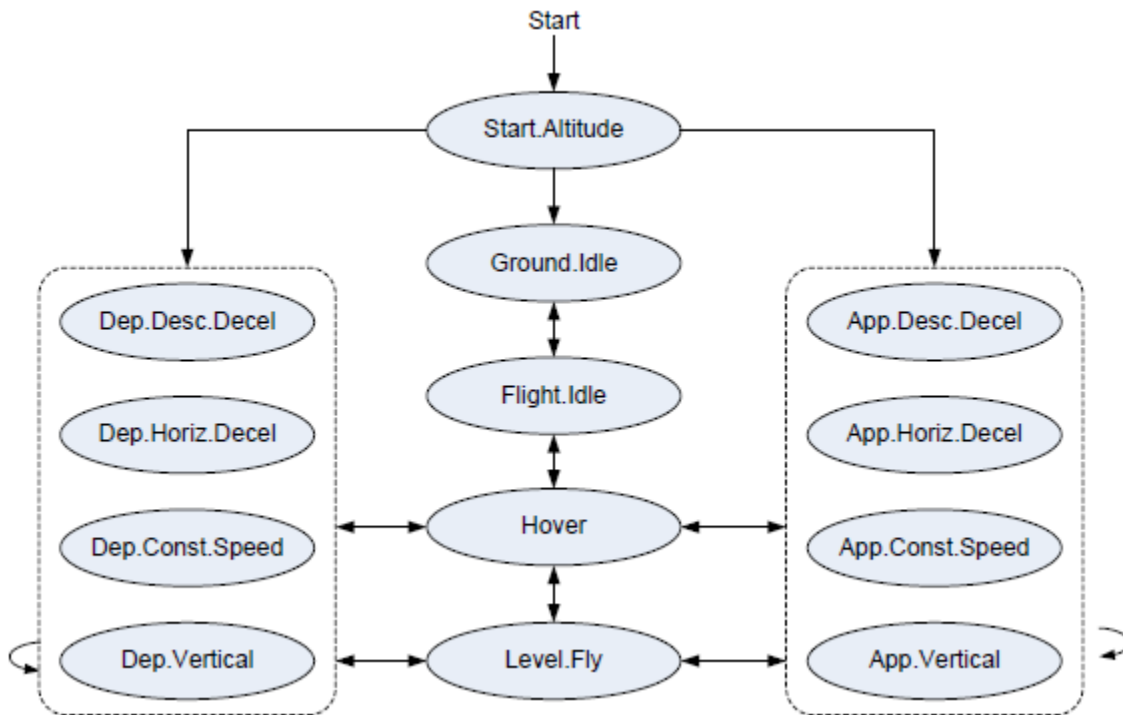 Start
Start.Altitude
Ground.Idle
Dep.Desc.Decel
App.Desc.Decel
Flight.Idle
Dep.Horiz.Decel
App.Horiz.Decel
Hover
Dep.Const.Speed
App.Const.Speed
Dep.Vertical
Level.Fly
App.Vertical